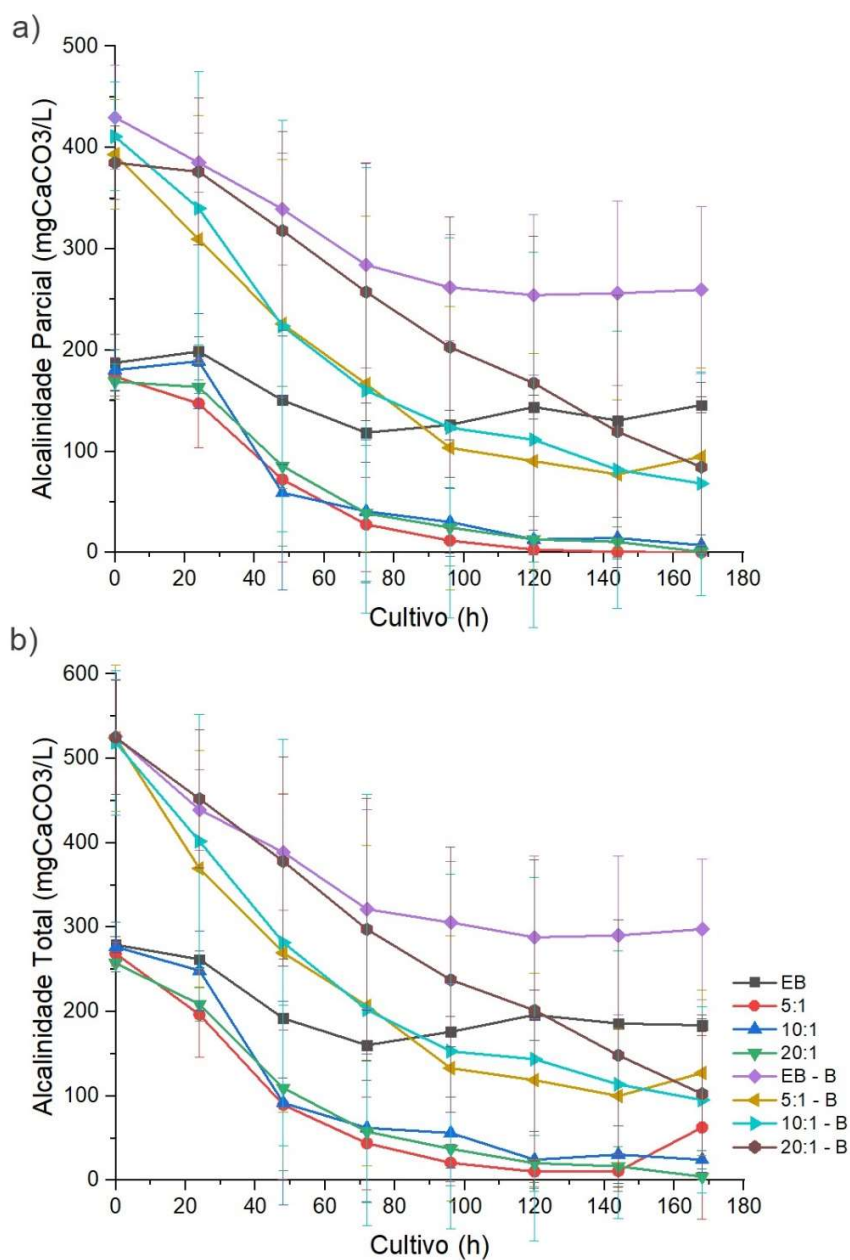 a)
Alcalinidade Parcial (mgCaCO3/L)
500
400
300
200
100
0
0 20 40 60 80 100 120 140 160 180
Cultivo (h)
b)
Alcalinidade Total (mgCaCO3/L)
600
500
400
300
200
100
0
0 20 40 60 80 100 120 140 160 180
Cultivo (h)
EB
5:1
10:1
20:1
EB - B
5:1 - B
10:1 - B
20:1 - B